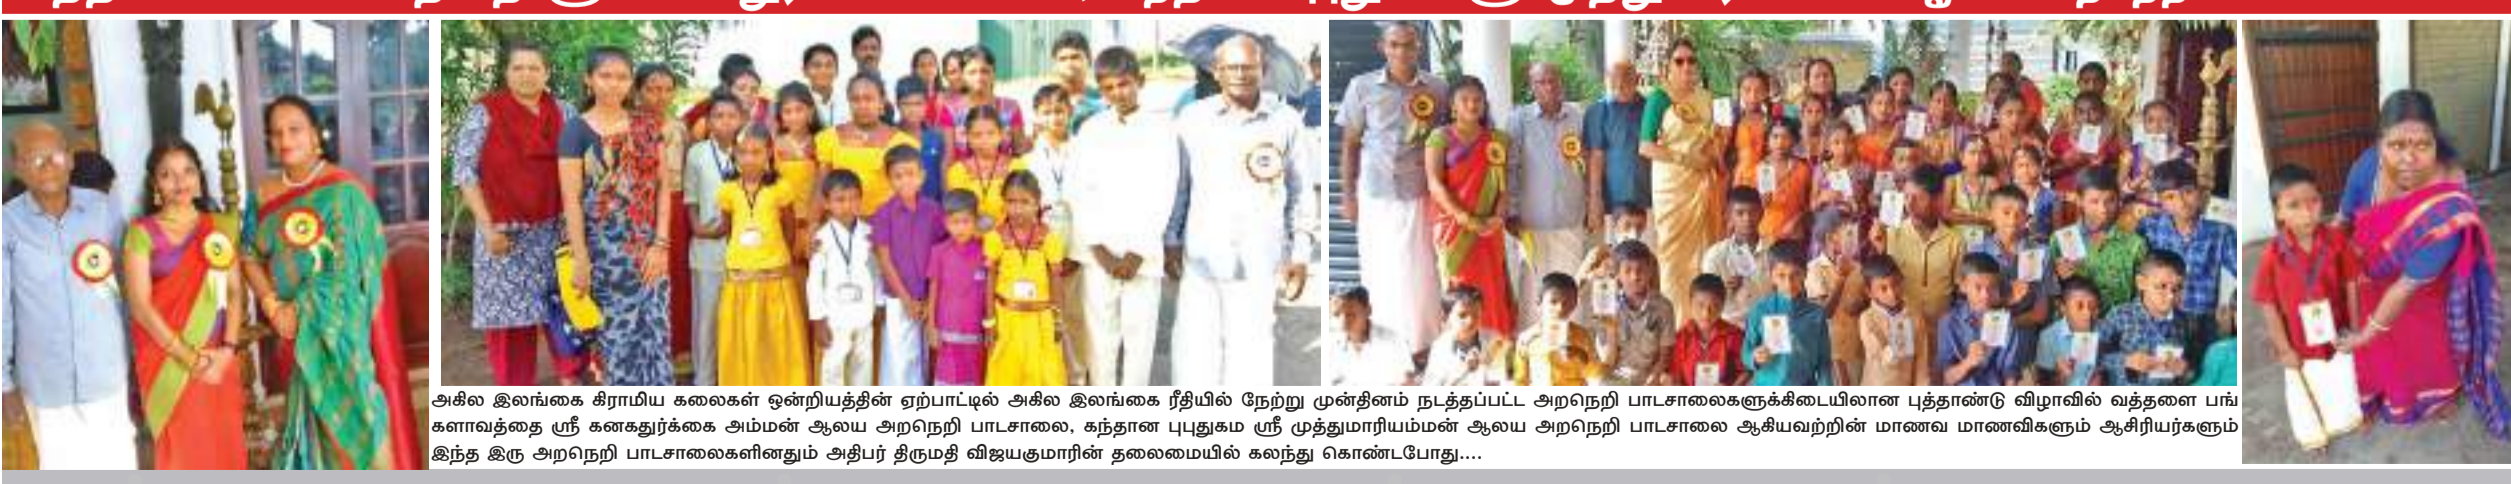 அகில இலங்கை கிராமிய கலைகள் ஒன்றியத்தின் ஏற்பாட்டில் அகில இலங்கை ரீதியில் நேற்று முன்தினம் நடத்தப்பட்ட அறநெறி பாடசாலைகளுக்கிடையிலான புத்தாண்டு விழாவில் வத்தளை பங்
களாவத்தை ஸ்ரீ கனகதுர்க்கை அம்மன் ஆலய அறநெறி பாடசாலை, கந்தான புபுதுகம ஸ்ரீ முத்துமாரியம்மன் ஆலய அறநெறி பாடசாலை ஆகியவற்றின் மாணவ மாணவிகளும் ஆசிரியர்களும்
இந்த இரு அறநெறி பாடசாலைகளினதும் அதிபர் திருமதி விஜயகுமாரின் தலைமையில் கலந்து கொண்டபோது....